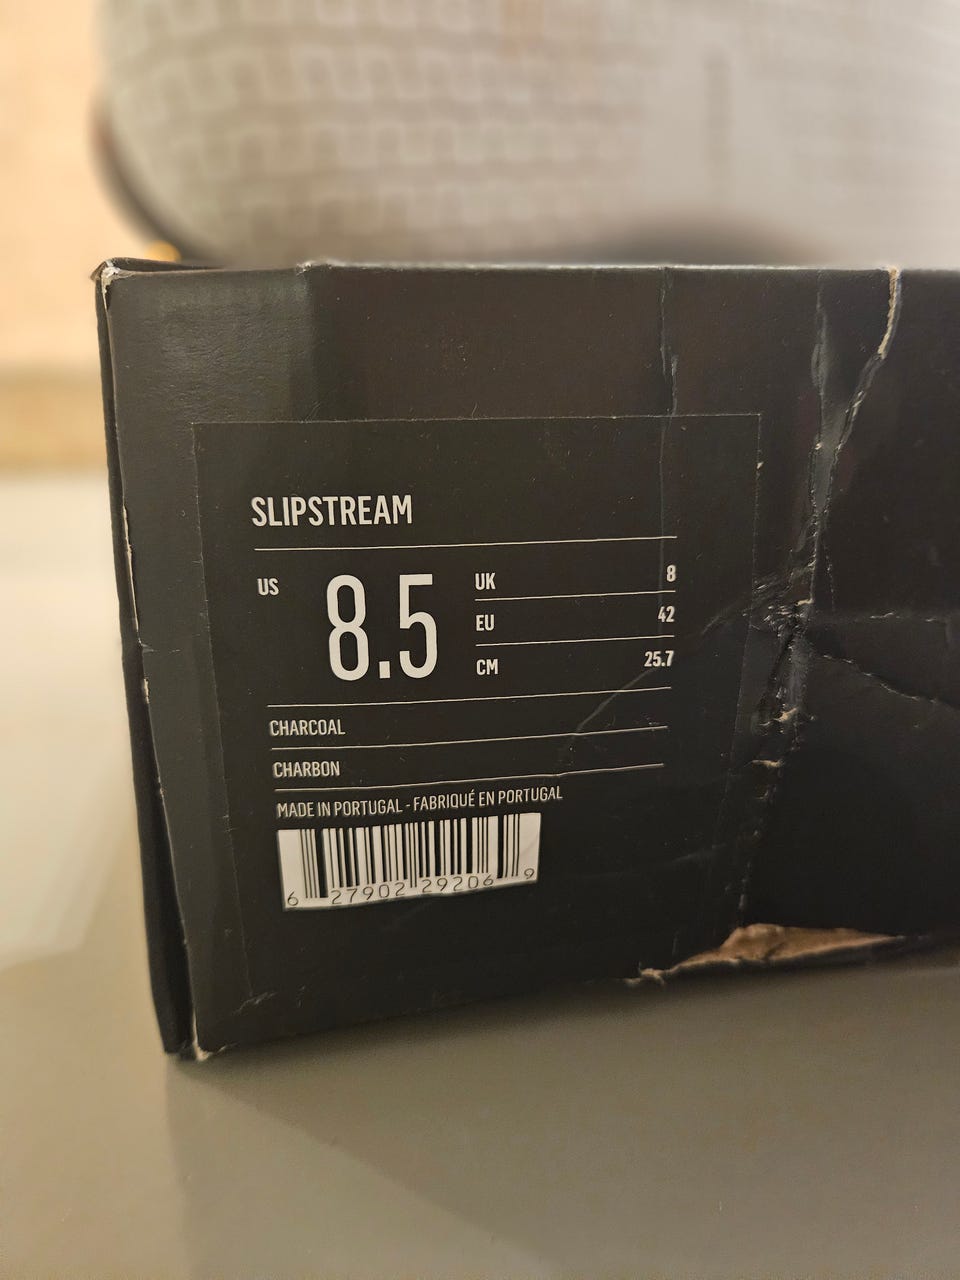 SLIPSTREAM
US 8.5
UK 8
EU 42
CM 25.7
CHARCOAL
CHARBON
MADE IN PORTUGAL - FABRIQUÉ EN PORTUGAL
6 27902 29206 9